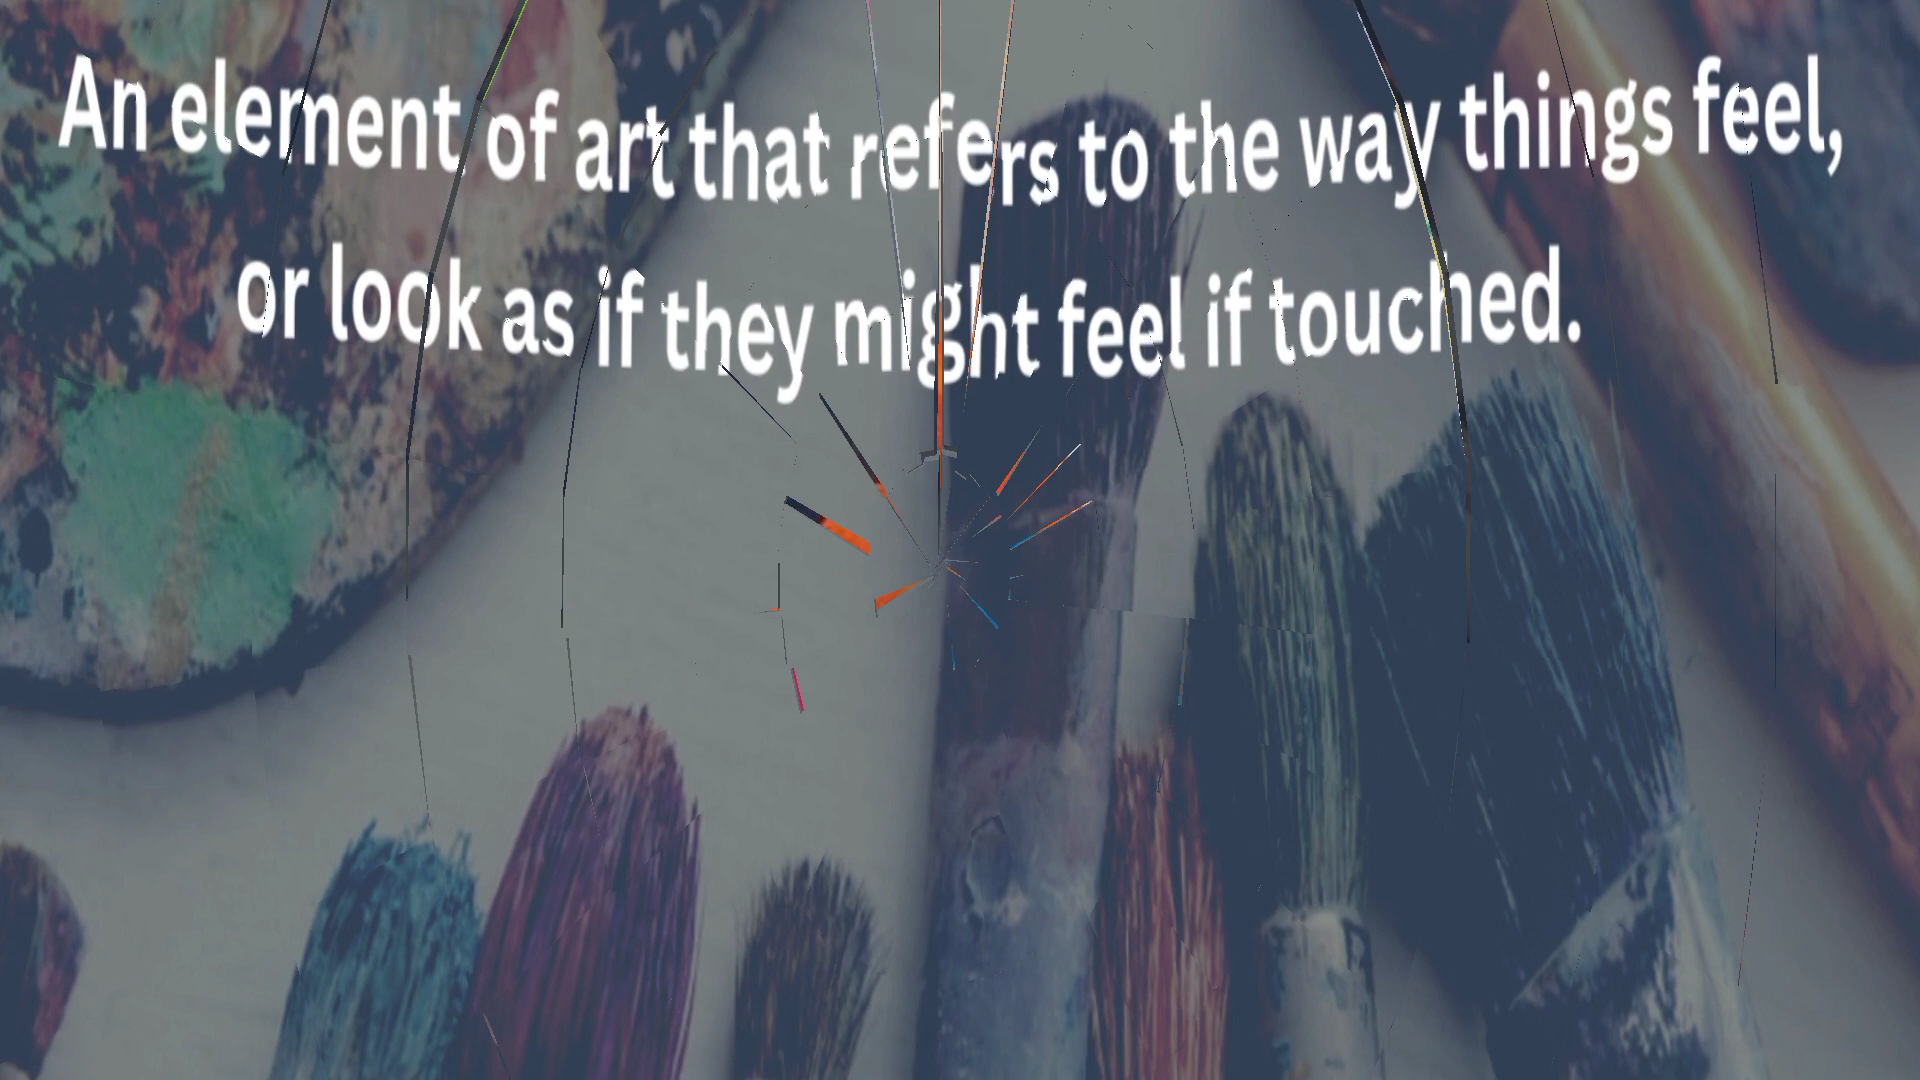 An element of art that refers to the way things feel,
or look as if they might feel if touched.